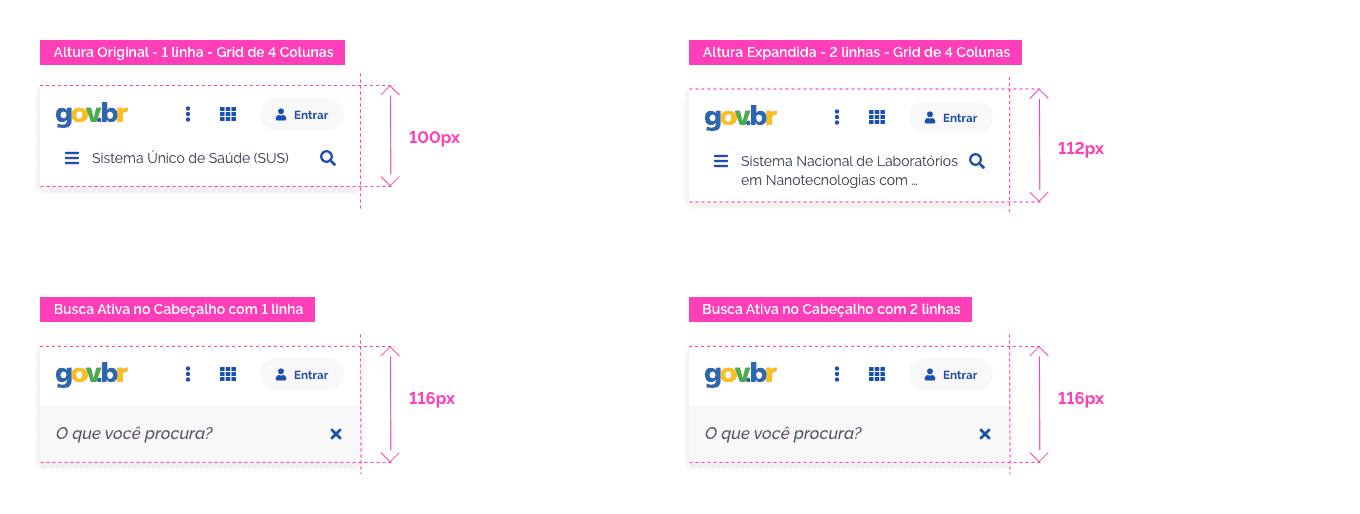 Altura Original - 1 linha - Grid de 4 Colunas
gov.br
Entrar
Sistema Único de Saúde (SUS)
100px
Altura Expandida - 2 linhas - Grid de 4 Colunas
gov.br
Entrar
Sistema Nacional de Laboratórios
em Nanotecnologias com ...
112px
Busca Ativa no Cabeçalho com 1 linha
gov.br
Entrar
O que você procura?
116px
Busca Ativa no Cabeçalho com 2 linhas
gov.br
Entrar
O que você procura?
116px